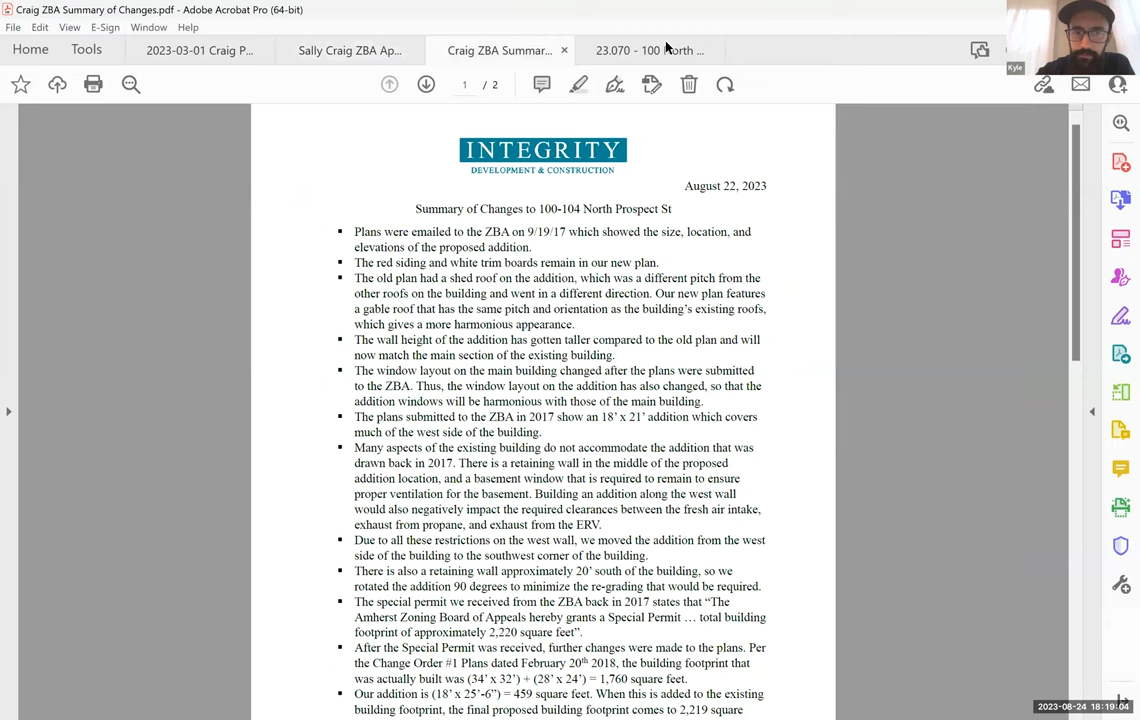 Craig ZBA Summary of Changes.pdf - Adobe Acrobat Pro (64-bit)
File Edit View E-Sign Window Help
Home Tools 2023-03-01 Craig P... Sally Craig ZBA Ap... Craig ZBA Summar... × 23.070 - 100 North ...
Kyle
1 / 2
INTEGRITY
DEVELOPMENT & CONSTRUCTION
August 22, 2023
Summary of Changes to 100-104 North Prospect St
▪ Plans were emailed to the ZBA on 9/19/17 which showed the size, location, and
elevations of the proposed addition.
▪ The red siding and white trim boards remain in our new plan.
▪ The old plan had a shed roof on the addition, which was a different pitch from the
other roofs on the building and went in a different direction. Our new plan features
a gable roof that has the same pitch and orientation as the building's existing roofs,
which gives a more harmonious appearance.
▪ The wall height of the addition has gotten taller compared to the old plan and will
now match the main section of the existing building.
▪ The window layout on the main building changed after the plans were submitted
to the ZBA. Thus, the window layout on the addition has also changed, so that the
addition windows will be harmonious with those of the main building.
▪ The plans submitted to the ZBA in 2017 show an 18' x 21' addition which covers
much of the west side of the building.
▪ Many aspects of the existing building do not accommodate the addition that was
drawn back in 2017. There is a retaining wall in the middle of the proposed
addition location, and a basement window that is required to remain to ensure
proper ventilation for the basement. Building an addition along the west wall
would also negatively impact the required clearances between the fresh air intake,
exhaust from propane, and exhaust from the ERV.
▪ Due to all these restrictions on the west wall, we moved the addition from the west
side of the building to the southwest corner of the building.
▪ There is also a retaining wall approximately 20' south of the building, so we
rotated the addition 90 degrees to minimize the re-grading that would be required.
▪ The special permit we received from the ZBA back in 2017 states that "The
Amherst Zoning Board of Appeals hereby grants a Special Permit … total building
footprint of approximately 2,220 square feet".
▪ After the Special Permit was received, further changes were made to the plans. Per
the Change Order #1 Plans dated February 20th 2018, the building footprint that
was actually built was (34' x 32') + (28' x 24') = 1,760 square feet.
▪ Our addition is (18' x 25'-6") = 459 square feet. When this is added to the existing
building footprint, the final proposed building footprint comes to 2,219 square
2023-08-24 18:19:04